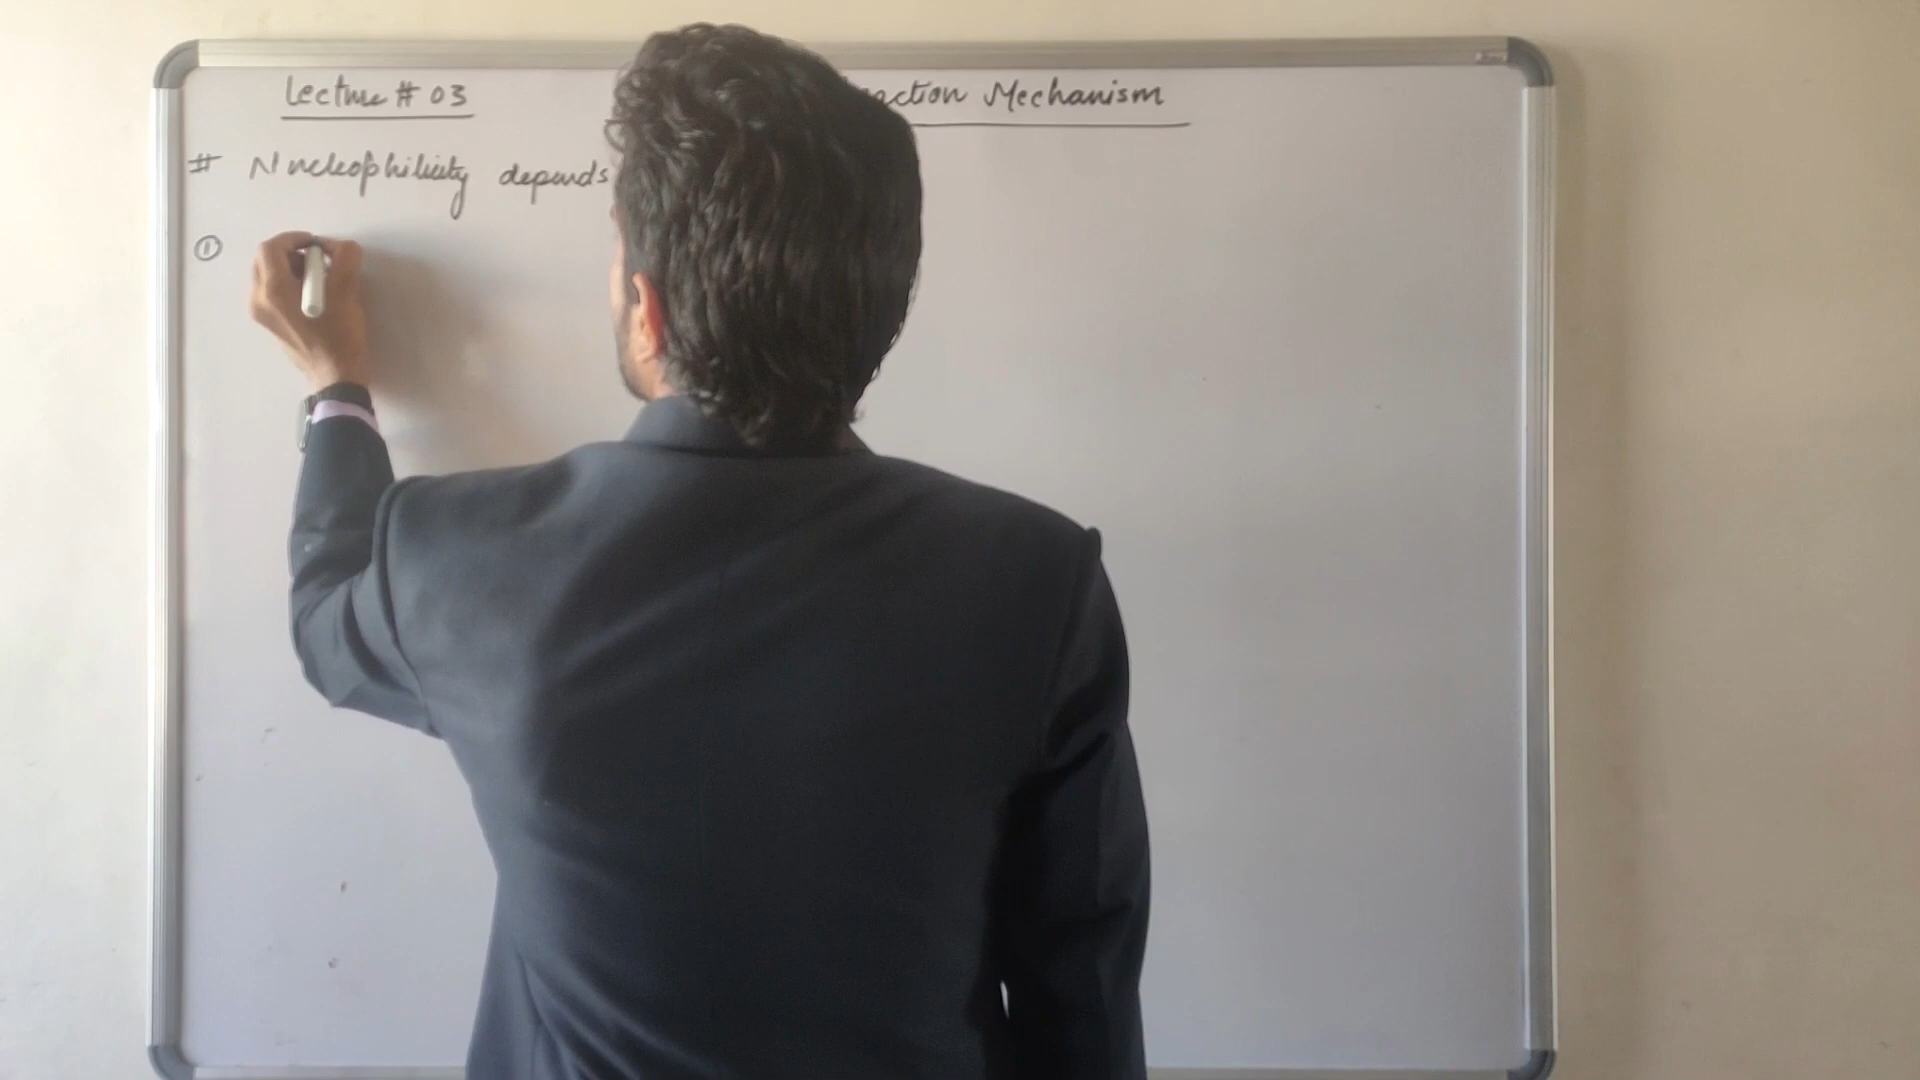 Lecture # 03 action Mechanism
# Nucleophilicity depends
①